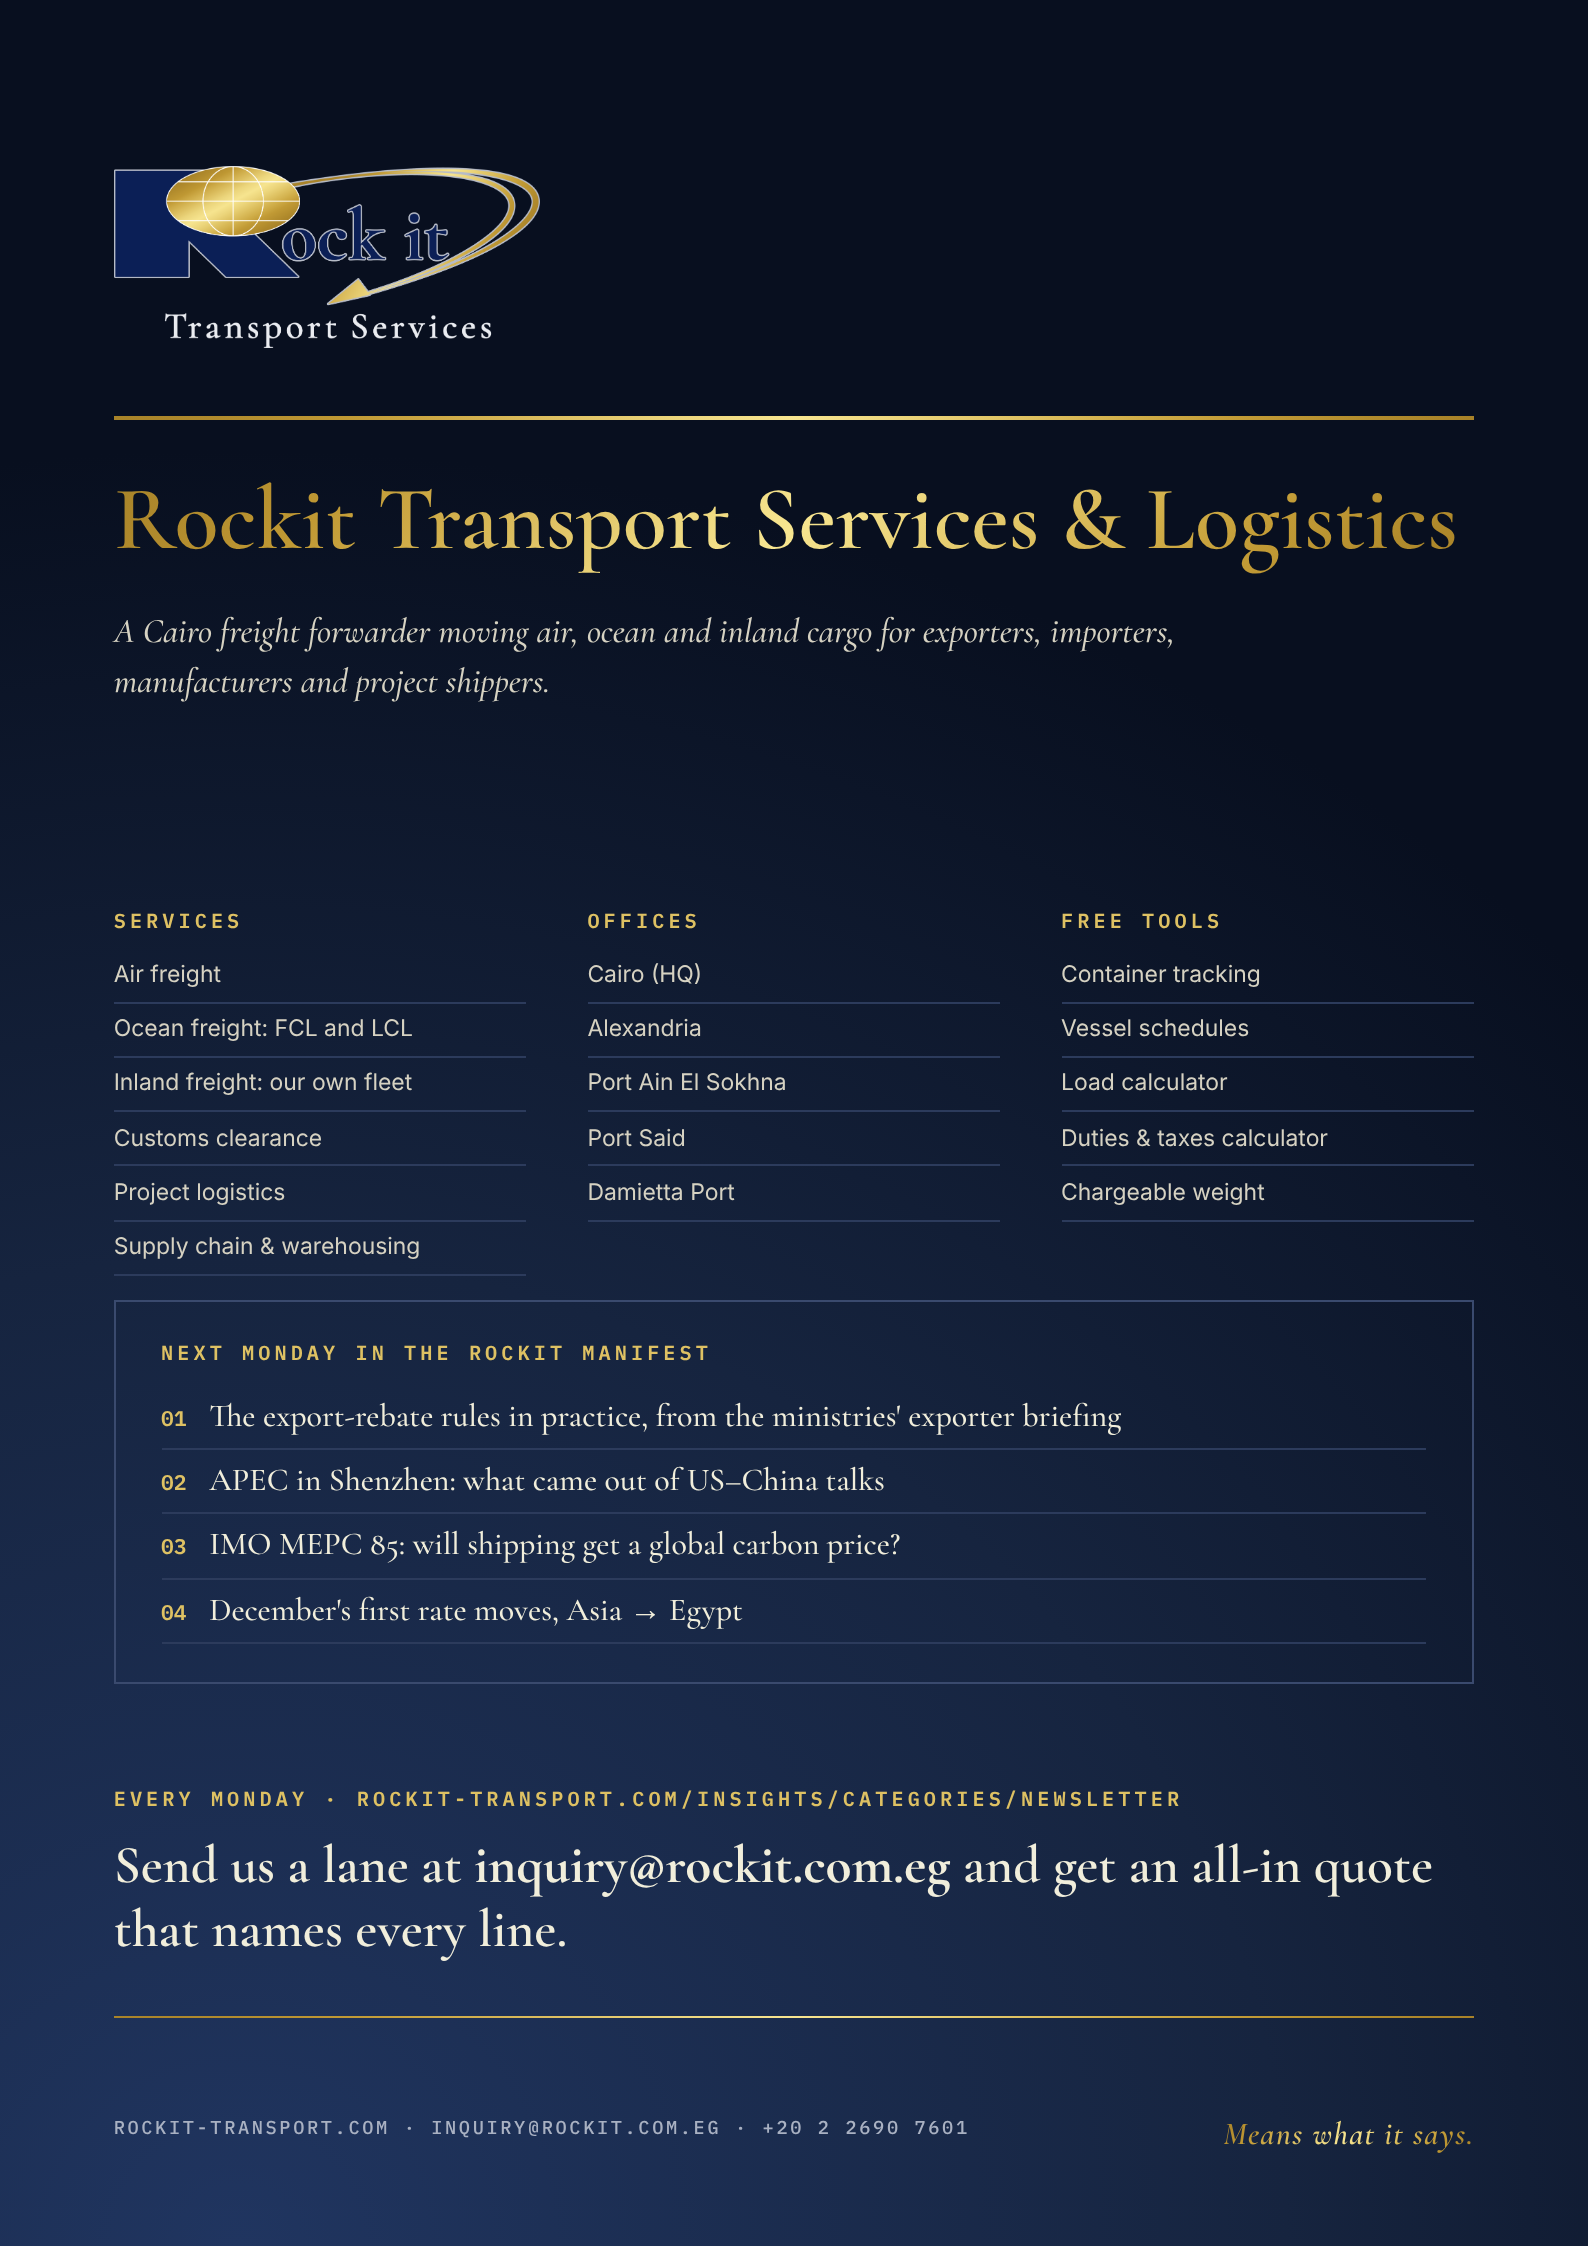 Rock it
Transport Services
Rockit Transport Services & Logistics
A Cairo freight forwarder moving air, ocean and inland cargo for exporters, importers,
manufacturers and project shippers.
SERVICES
Air freight
Ocean freight: FCL and LCL
Inland freight: our own fleet
Customs clearance
Project logistics
Supply chain & warehousing
OFFICES
Cairo (HQ)
Alexandria
Port Ain El Sokhna
Port Said
Damietta Port
FREE TOOLS
Container tracking
Vessel schedules
Load calculator
Duties & taxes calculator
Chargeable weight
NEXT MONDAY IN THE ROCKIT MANIFEST
01 The export-rebate rules in practice, from the ministries' exporter briefing
02 APEC in Shenzhen: what came out of US–China talks
03 IMO MEPC 85: will shipping get a global carbon price?
04 December's first rate moves, Asia → Egypt
EVERY MONDAY · ROCKIT-TRANSPORT.COM/INSIGHTS/CATEGORIES/NEWSLETTER
Send us a lane at inquiry@rockit.com.eg and get an all-in quote
that names every line.
ROCKIT-TRANSPORT.COM · INQUIRY@ROCKIT.COM.EG · +20 2 2690 7601
Means what it says.